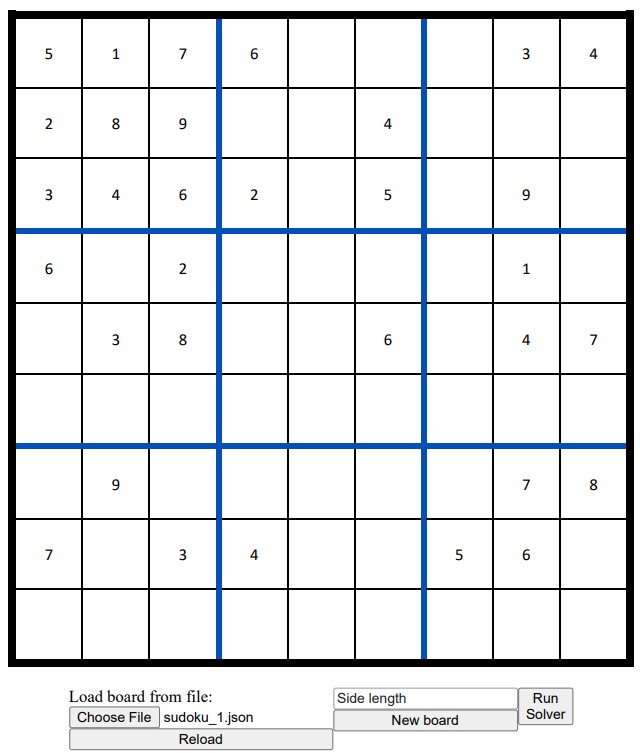 5 1 7 6 3 4
2 8 9 4
3 4 6 2 5 9
6 2 1
3 8 6 4 7
9 7 8
7 3 4 5 6
Load board from file:
Choose File sudoku_1.json
Reload
Side length
New board
Run
Solver